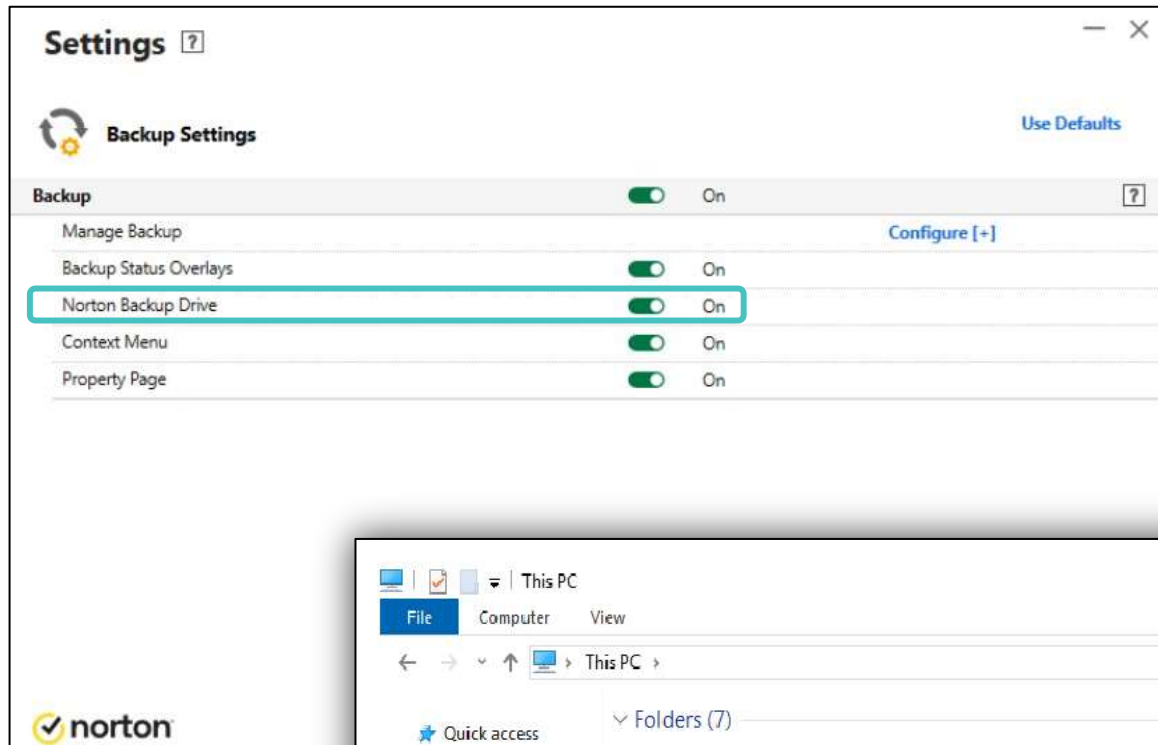 Settings ?
Backup Settings
Use Defaults
Backup On ?
Manage Backup Configure [+]
Backup Status Overlays On
Norton Backup Drive On
Context Menu On
Property Page On
norton
This PC
File Computer View
This PC
Quick access
Folders (7)